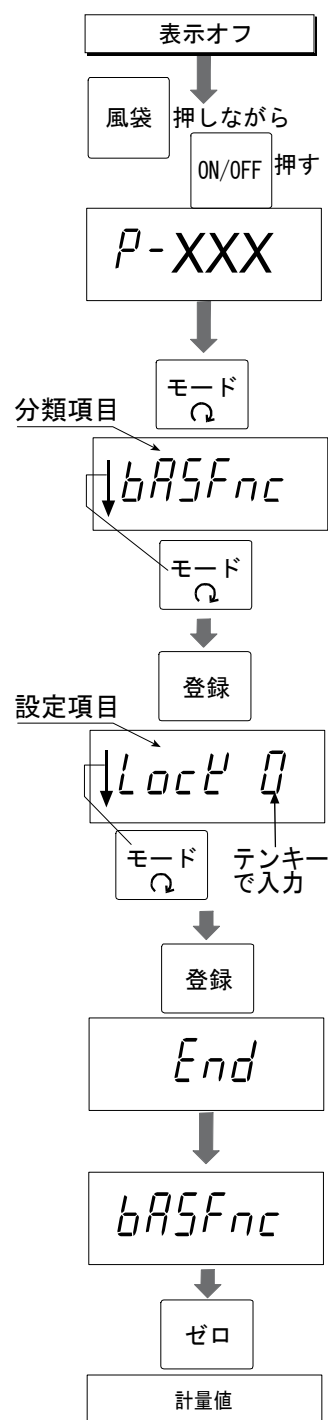 表示オフ
風袋 押しながら
ON/OFF 押す
P-XXX
モード
分類項目
bASFnc
モード
登録
設定項目
Lock 0
モード
テンキー
で入力
登録
End
bASFnc
ゼロ
計量値